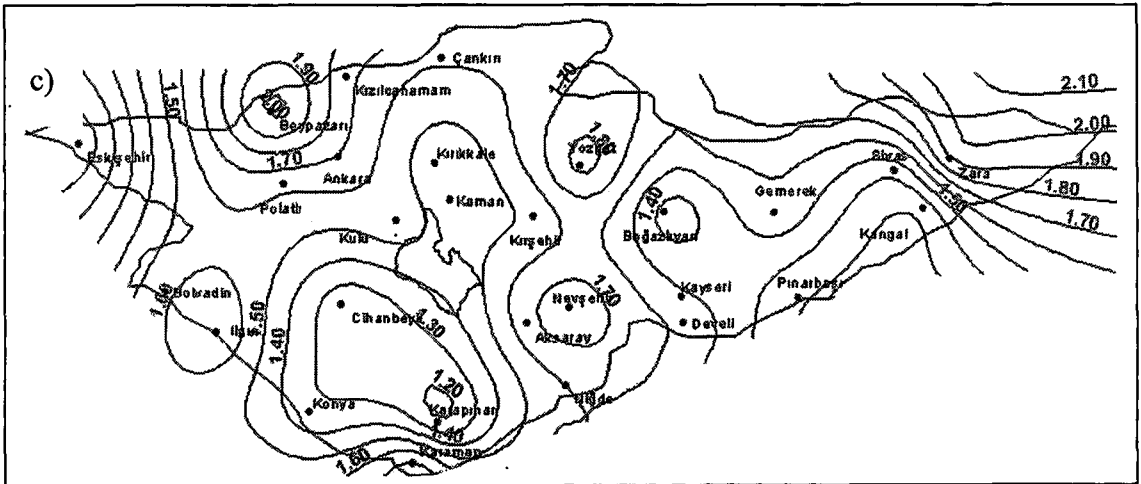 c)
Çankırı
1.90
Kızılcahamam
1.70
2.10
1.50
2.00
Beypazarı
2.00
Yozgat
1.90
Eskişehir
1.70
Kırıkkale
Sivas
Zara
Ankara
Polatlı
Kaman
1.40
Gemerek
1.80
Kulu
Kırşehir
Boğazlıyan
Kangal
1.70
Bolvadin
1.50
Nevşehir
1.70
Kayseri
Pınarbaşı
Ilgın
Cihanbeyli
1.30
Aksaray
Develi
1.40
1.20
Niğde
Konya
Karapınar
1.40
Karaman
1.60